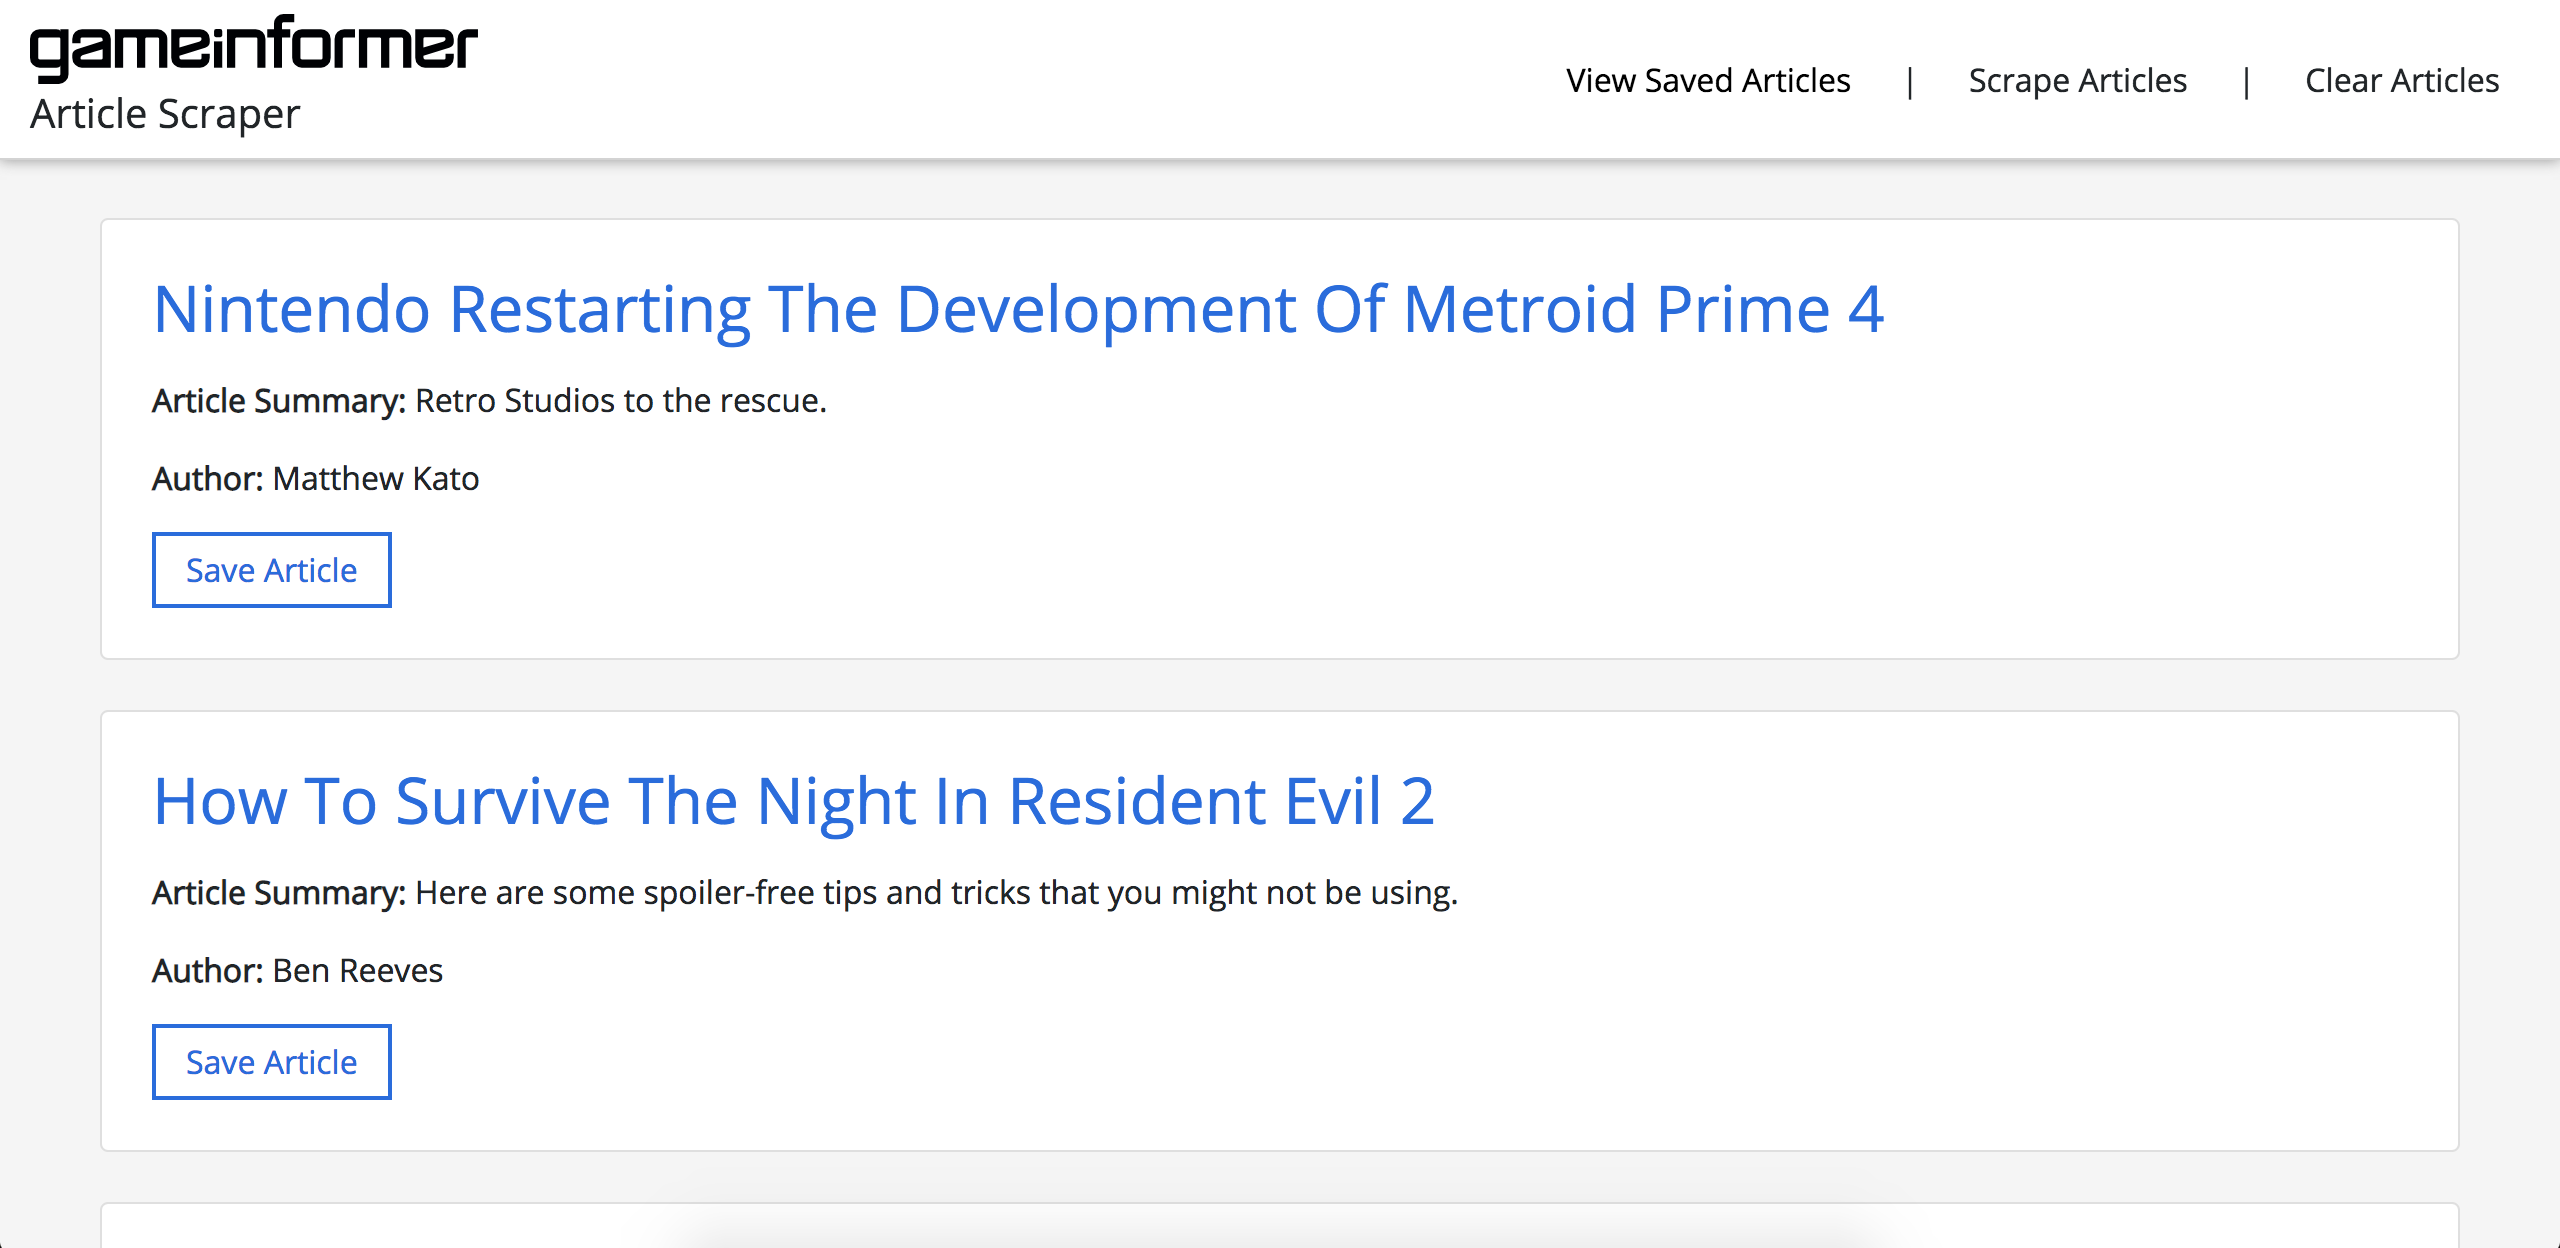 gameinformer
Article Scraper
View Saved Articles | Scrape Articles | Clear Articles
Nintendo Restarting The Development Of Metroid Prime 4
Article Summary: Retro Studios to the rescue.
Author: Matthew Kato
Save Article
How To Survive The Night In Resident Evil 2
Article Summary: Here are some spoiler-free tips and tricks that you might not be using.
Author: Ben Reeves
Save Article